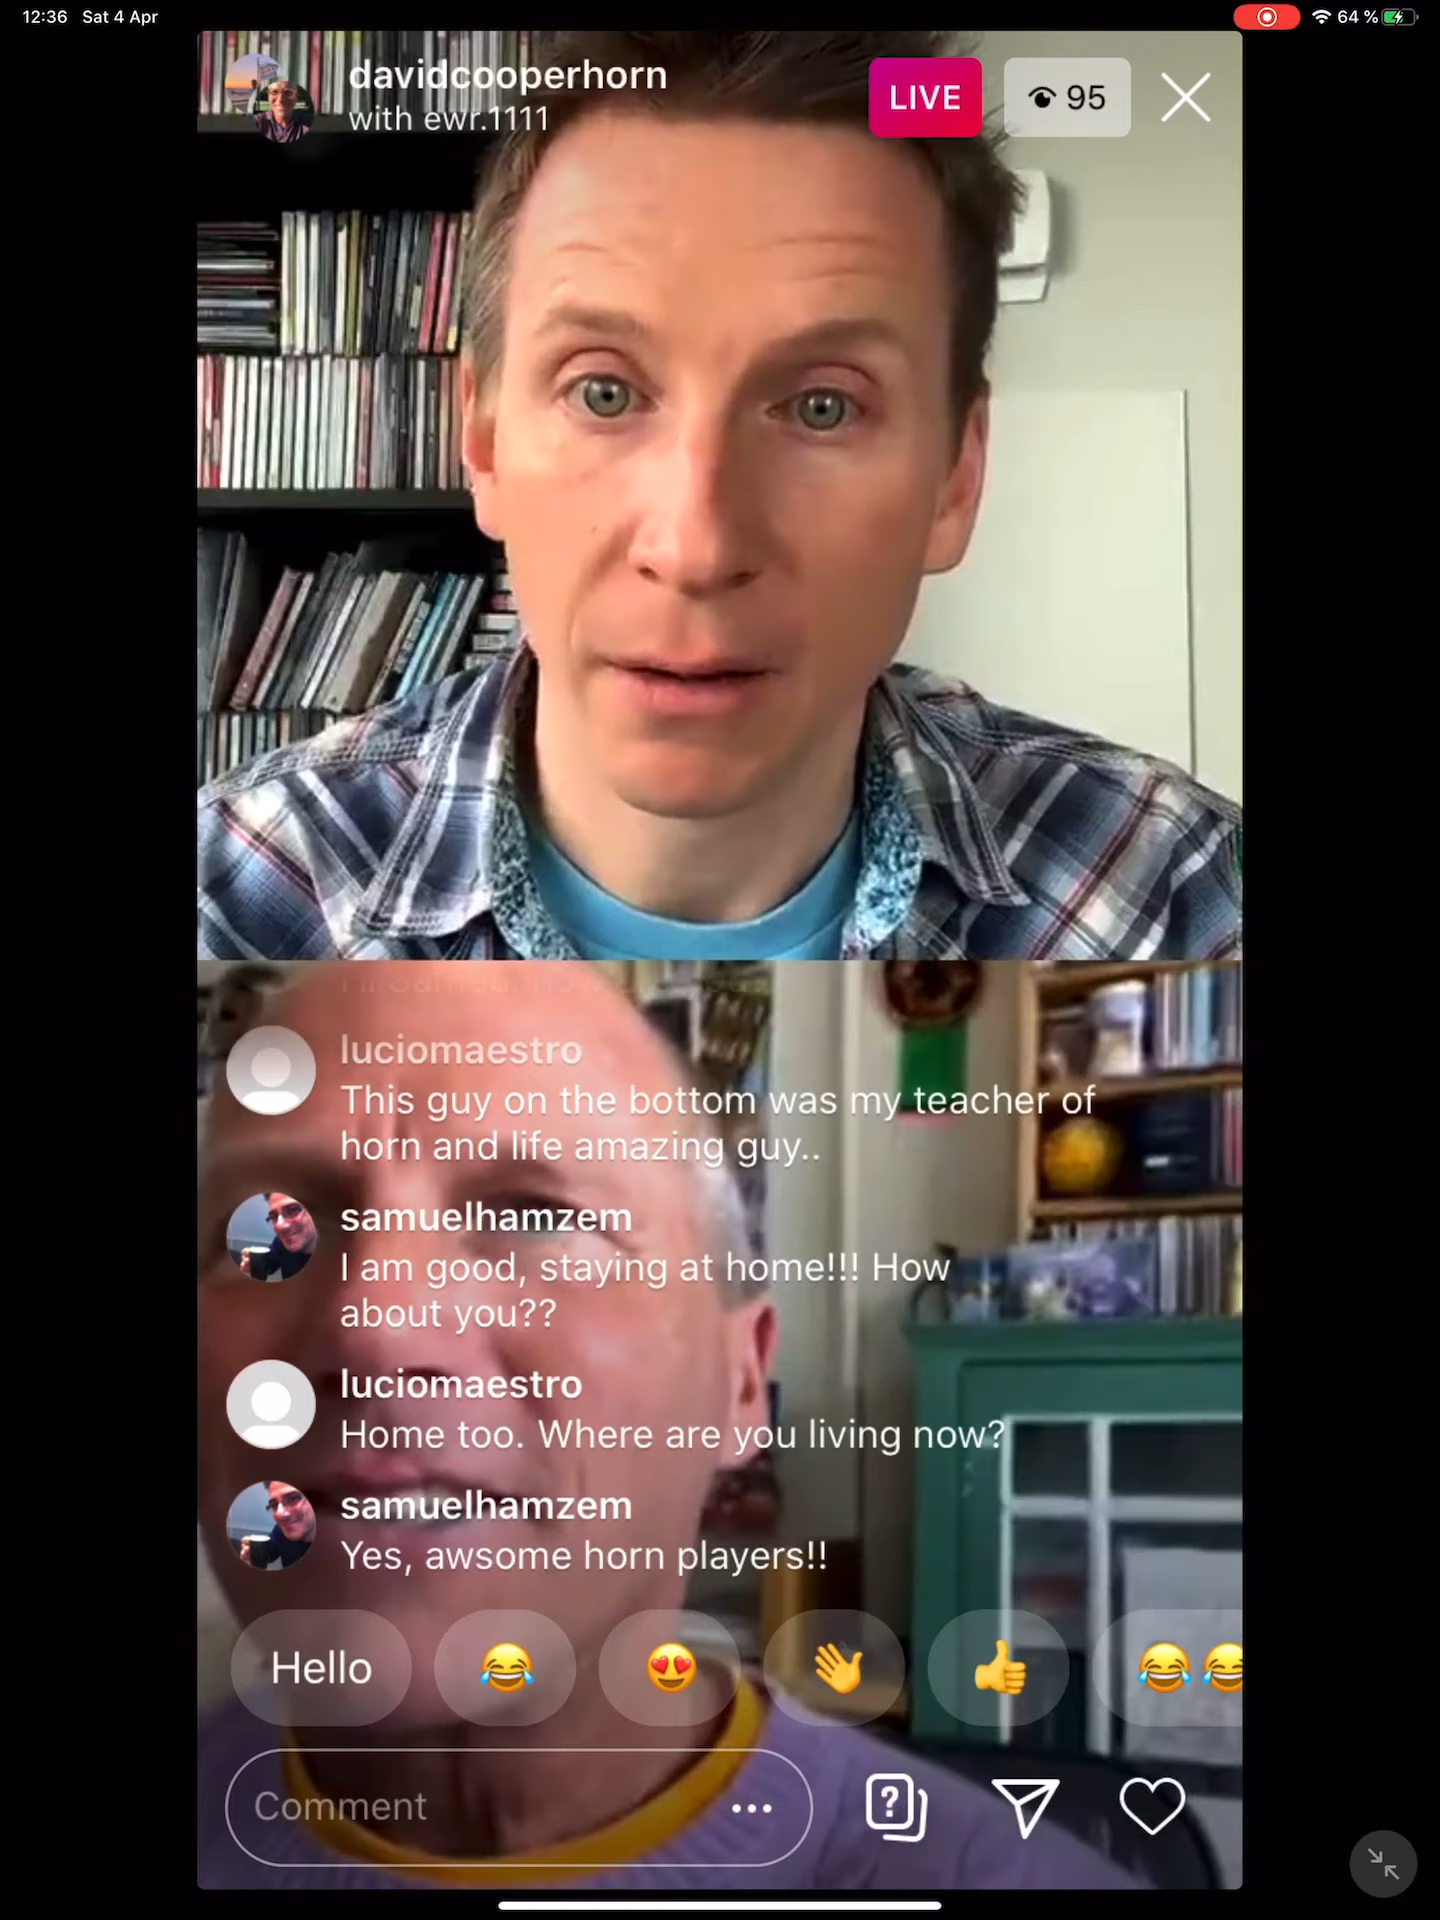 12:36 Sat 4 Apr
64 %
davidcooperhorn
with ewr.1111
LIVE
95
luciomaestro
This guy on the bottom was my teacher of
horn and life amazing guy..
samuelhamzem
I am good, staying at home!!! How
about you??
luciomaestro
Home too. Where are you living now?
samuelhamzem
Yes, awsome horn players!!
Hello
Comment